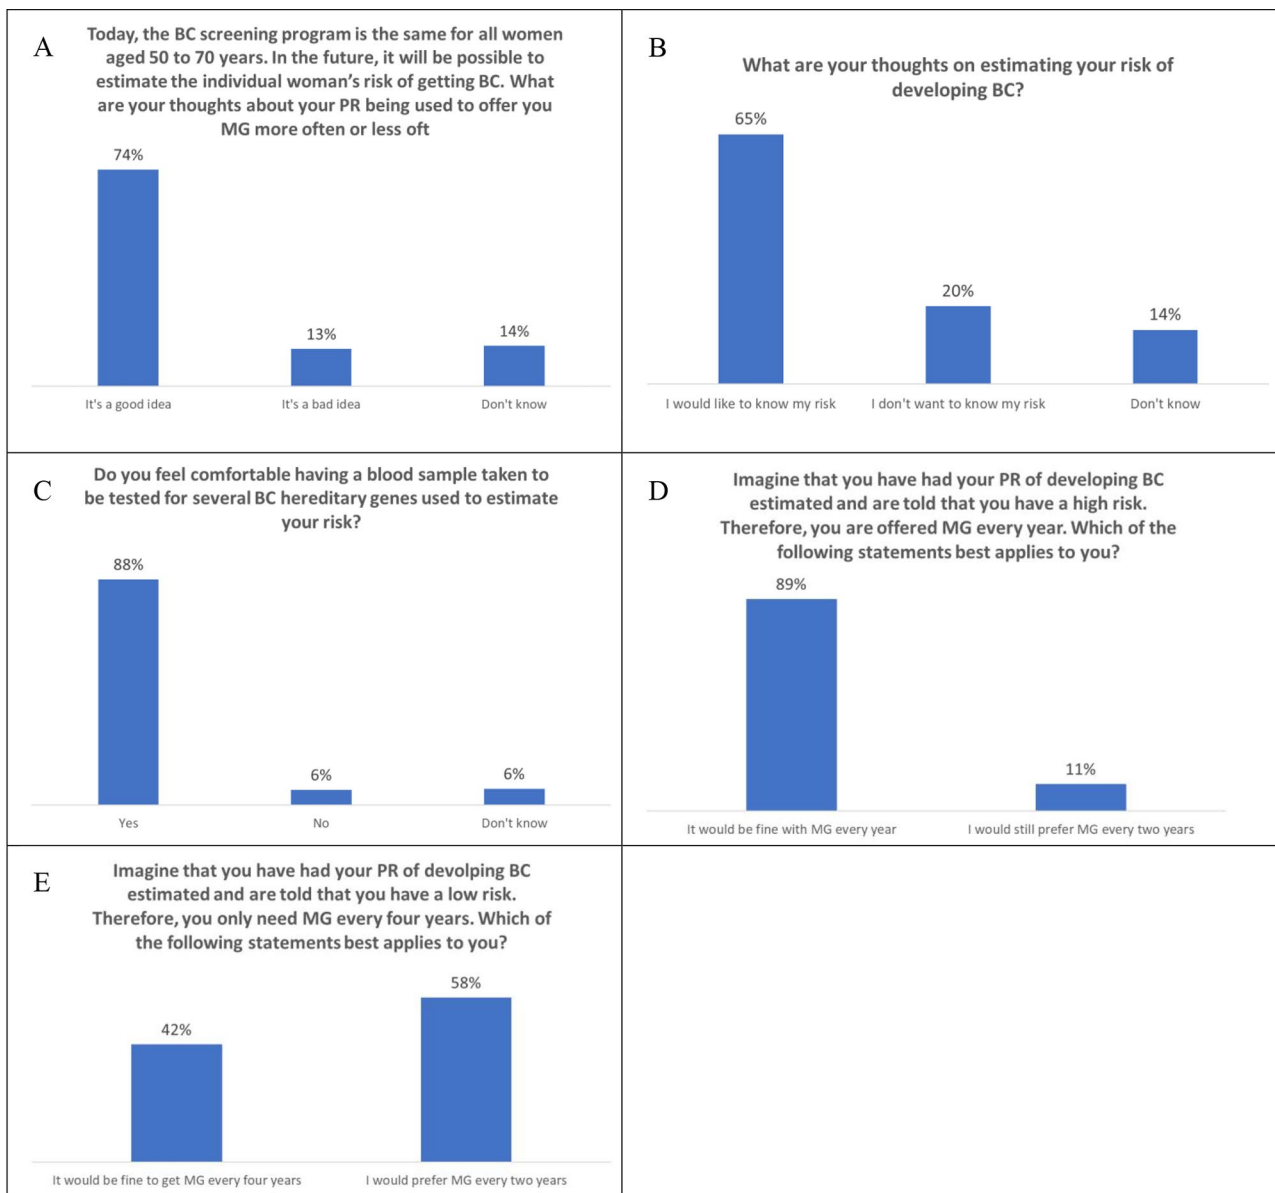 A
Today, the BC screening program is the same for all women
aged 50 to 70 years. In the future, it will be possible to
estimate the individual woman's risk of getting BC. What
are your thoughts about your PR being used to offer you
MG more often or less oft
74%
13%
14%
It's a good idea
It's a bad idea
Don't know
B
What are your thoughts on estimating your risk of
developing BC?
65%
20%
14%
I would like to know my risk
I don't want to know my risk
Don't know
C
Do you feel comfortable having a blood sample taken to
be tested for several BC hereditary genes used to estimate
your risk?
88%
6%
6%
Yes
No
Don't know
D
Imagine that you have had your PR of developing BC
estimated and are told that you have a high risk.
Therefore, you are offered MG every year. Which of the
following statements best applies to you?
89%
11%
It would be fine with MG every year
I would still prefer MG every two years
E
Imagine that you have had your PR of devolping BC
estimated and are told that you have a low risk.
Therefore, you only need MG every four years. Which of
the following statements best applies to you?
42%
58%
It would be fine to get MG every four years
I would prefer MG every two years